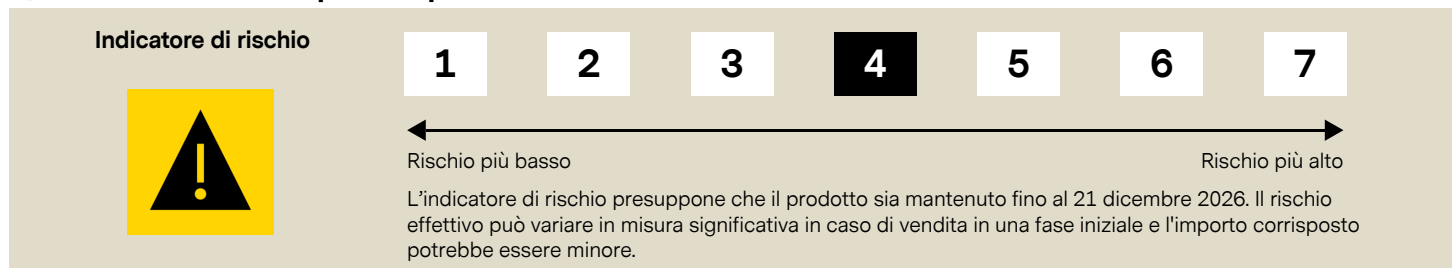 Indicatore di rischio
1 2 3 4 5 6 7
Rischio più basso Rischio più alto
L'indicatore di rischio presuppone che il prodotto sia mantenuto fino al 21 dicembre 2026. Il rischio
effettivo può variare in misura significativa in caso di vendita in una fase iniziale e l'importo corrisposto
potrebbe essere minore.